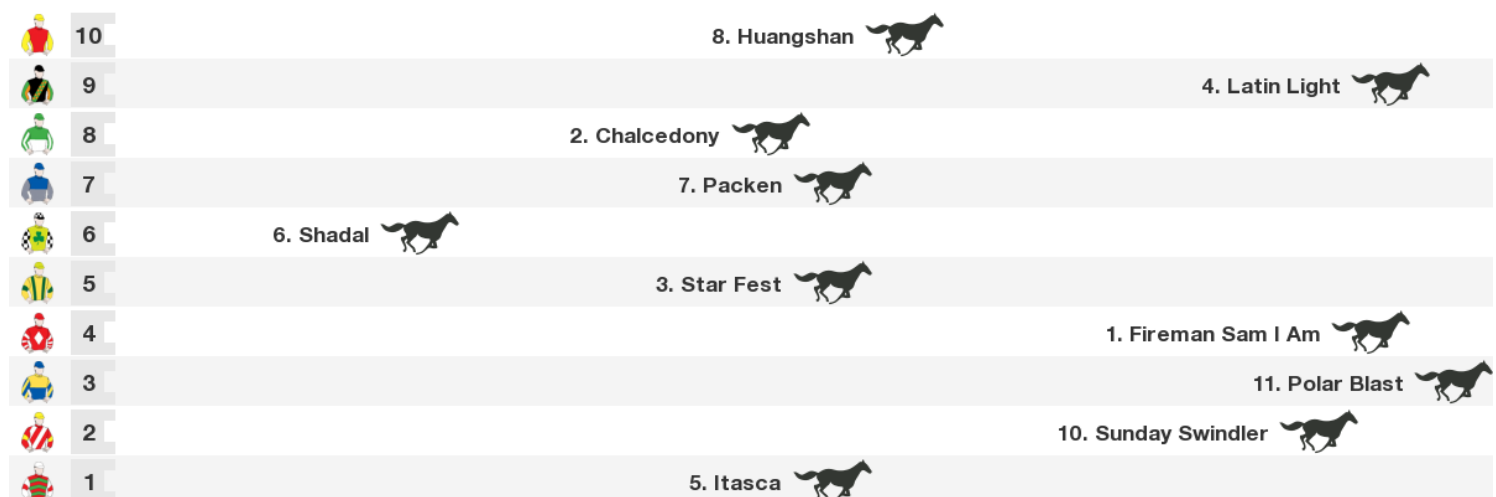 10 8. Huangshan
9 4. Latin Light
8 2. Chalcedony
7 7. Packen
6 6. Shadal
5 3. Star Fest
4 1. Fireman Sam I Am
3 11. Polar Blast
2 10. Sunday Swindler
1 5. Itasca